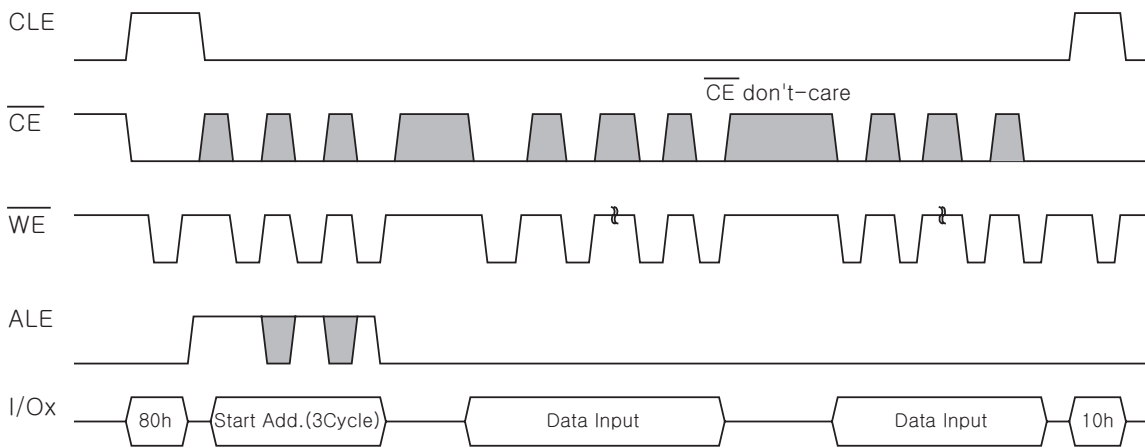 CLE
CE don't-care
CE
WE
ALE
I/Ox
80h
Start Add.(3Cycle)
Data Input
Data Input
10h